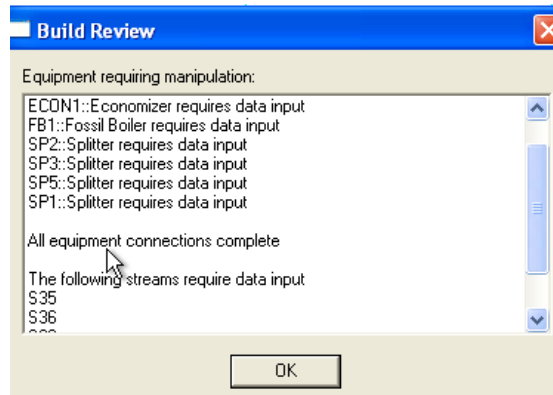 Build Review
Equipment requiring manipulation:
ECON1::Economizer requires data input
FB1::Fossil Boiler requires data input
SP2::Splitter requires data input
SP3::Splitter requires data input
SP5::Splitter requires data input
SP1::Splitter requires data input
All equipment connections complete
The following streams require data input
S35
S36
OK